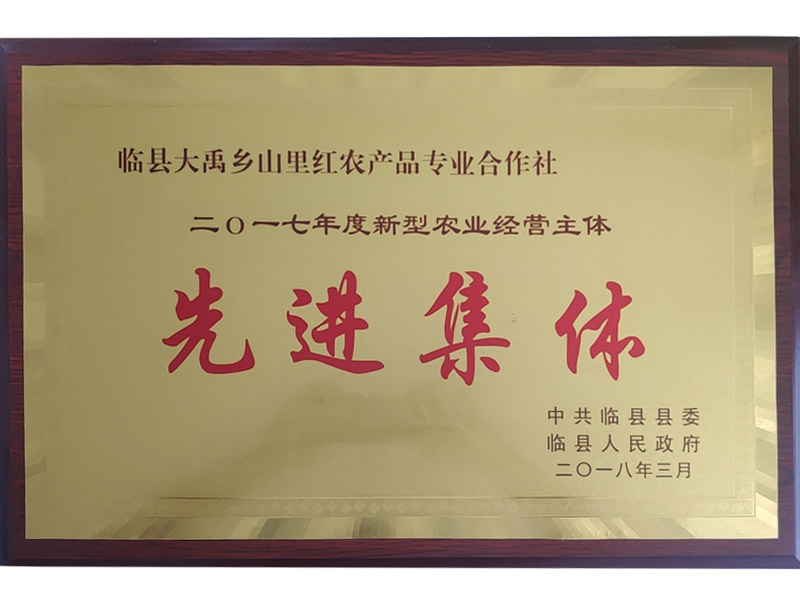 临县大禹乡山里红农产品专业合作社
二〇一七年度新型农业经营主体
先进集体
中共临县县委
临县人民政府
二〇一八年三月